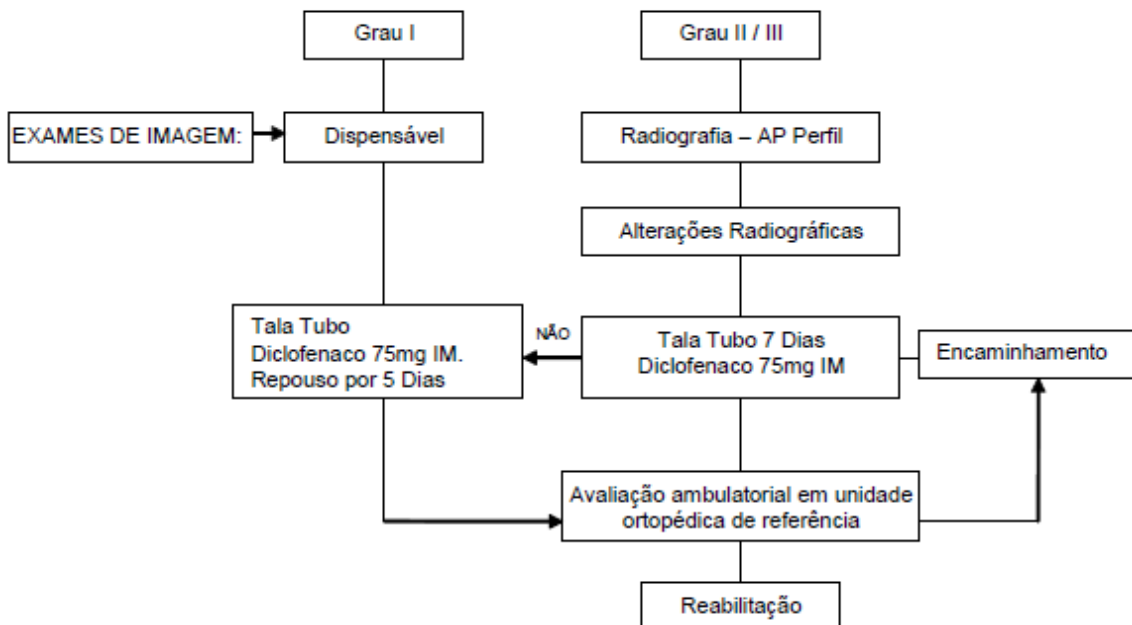 Grau I
Grau II / III
EXAMES DE IMAGEM:
Dispensável
Radiografia – AP Perfil
Alterações Radiográficas
Tala Tubo
Diclofenaco 75mg IM.
Repouso por 5 Dias
NÃO
Tala Tubo 7 Dias
Diclofenaco 75mg IM
Encaminhamento
Avaliação ambulatorial em unidade
ortopédica de referência
Reabilitação